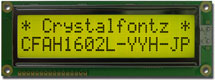 * Crystalfontz *
CFAH1602L-YYH-JP